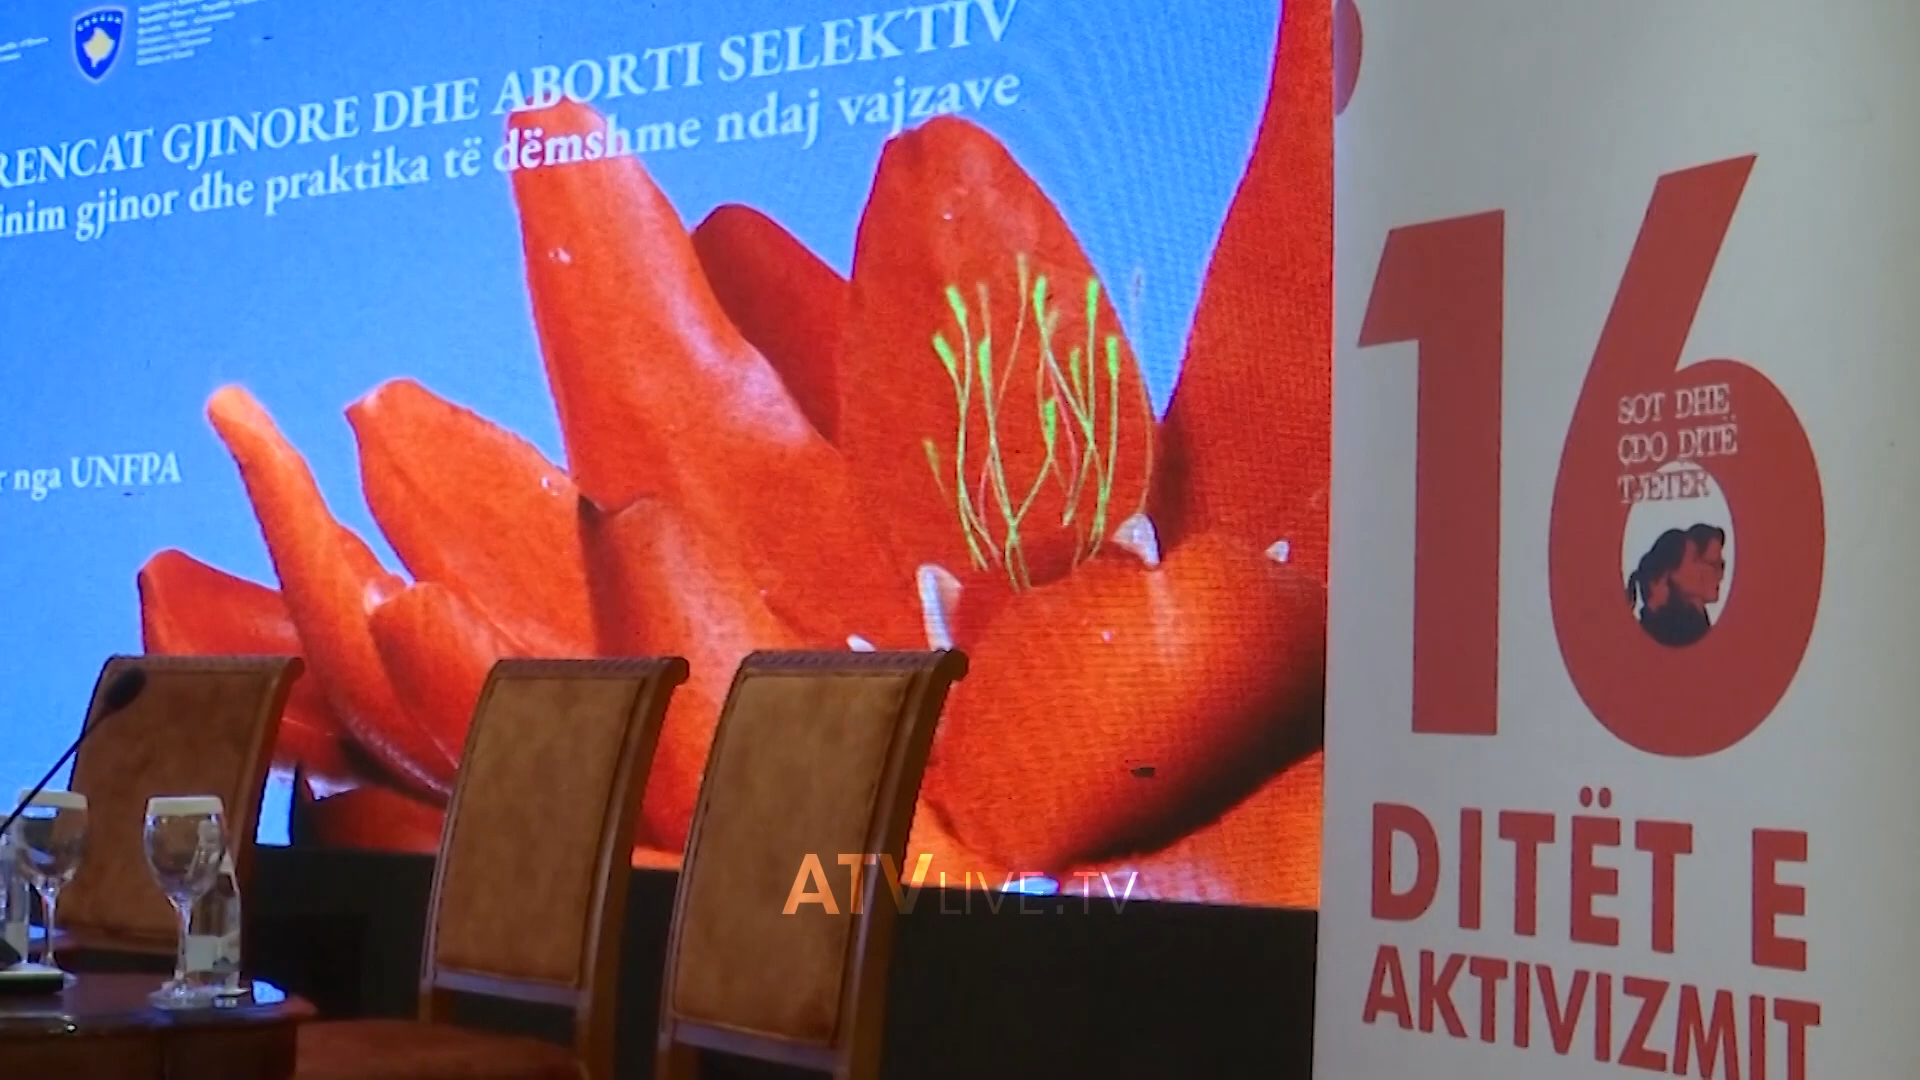 RENCAT GJINORE DHE ABORTI SELEKTIV
inim gjinor dhe praktika të dëmshme ndaj vajzave
r nga UNFPA
16
SOT DHE
ÇDO DITË
TJETËR
DITËT E
AKTIVIZMIT
ATVLIVE.TV